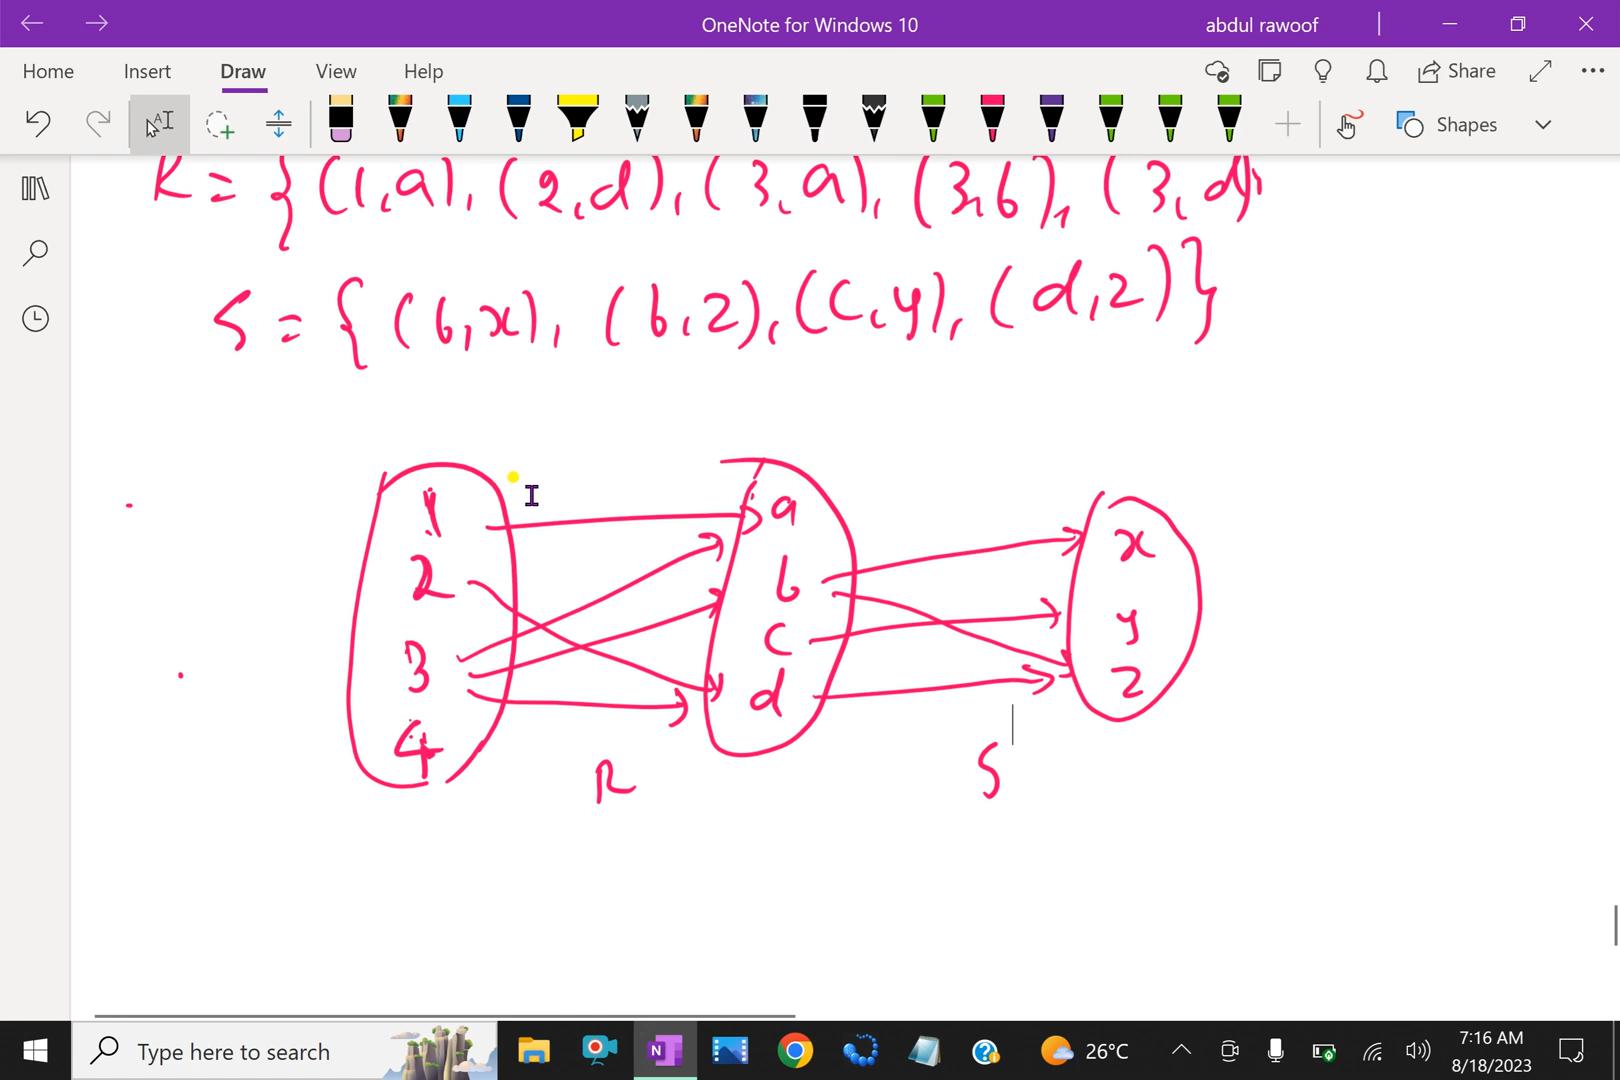 OneNote for Windows 10
abdul rawoof
Home Insert Draw View Help Share
Shapes
R = {(1,a), (2,d), (3,a), (3,b), (3,d)}
S = {(b,x), (b,z), (c,y), (d,z)}
1 a x
2 b y
3 c z
4 d
R S
Type here to search
26°C
7:16 AM
8/18/2023